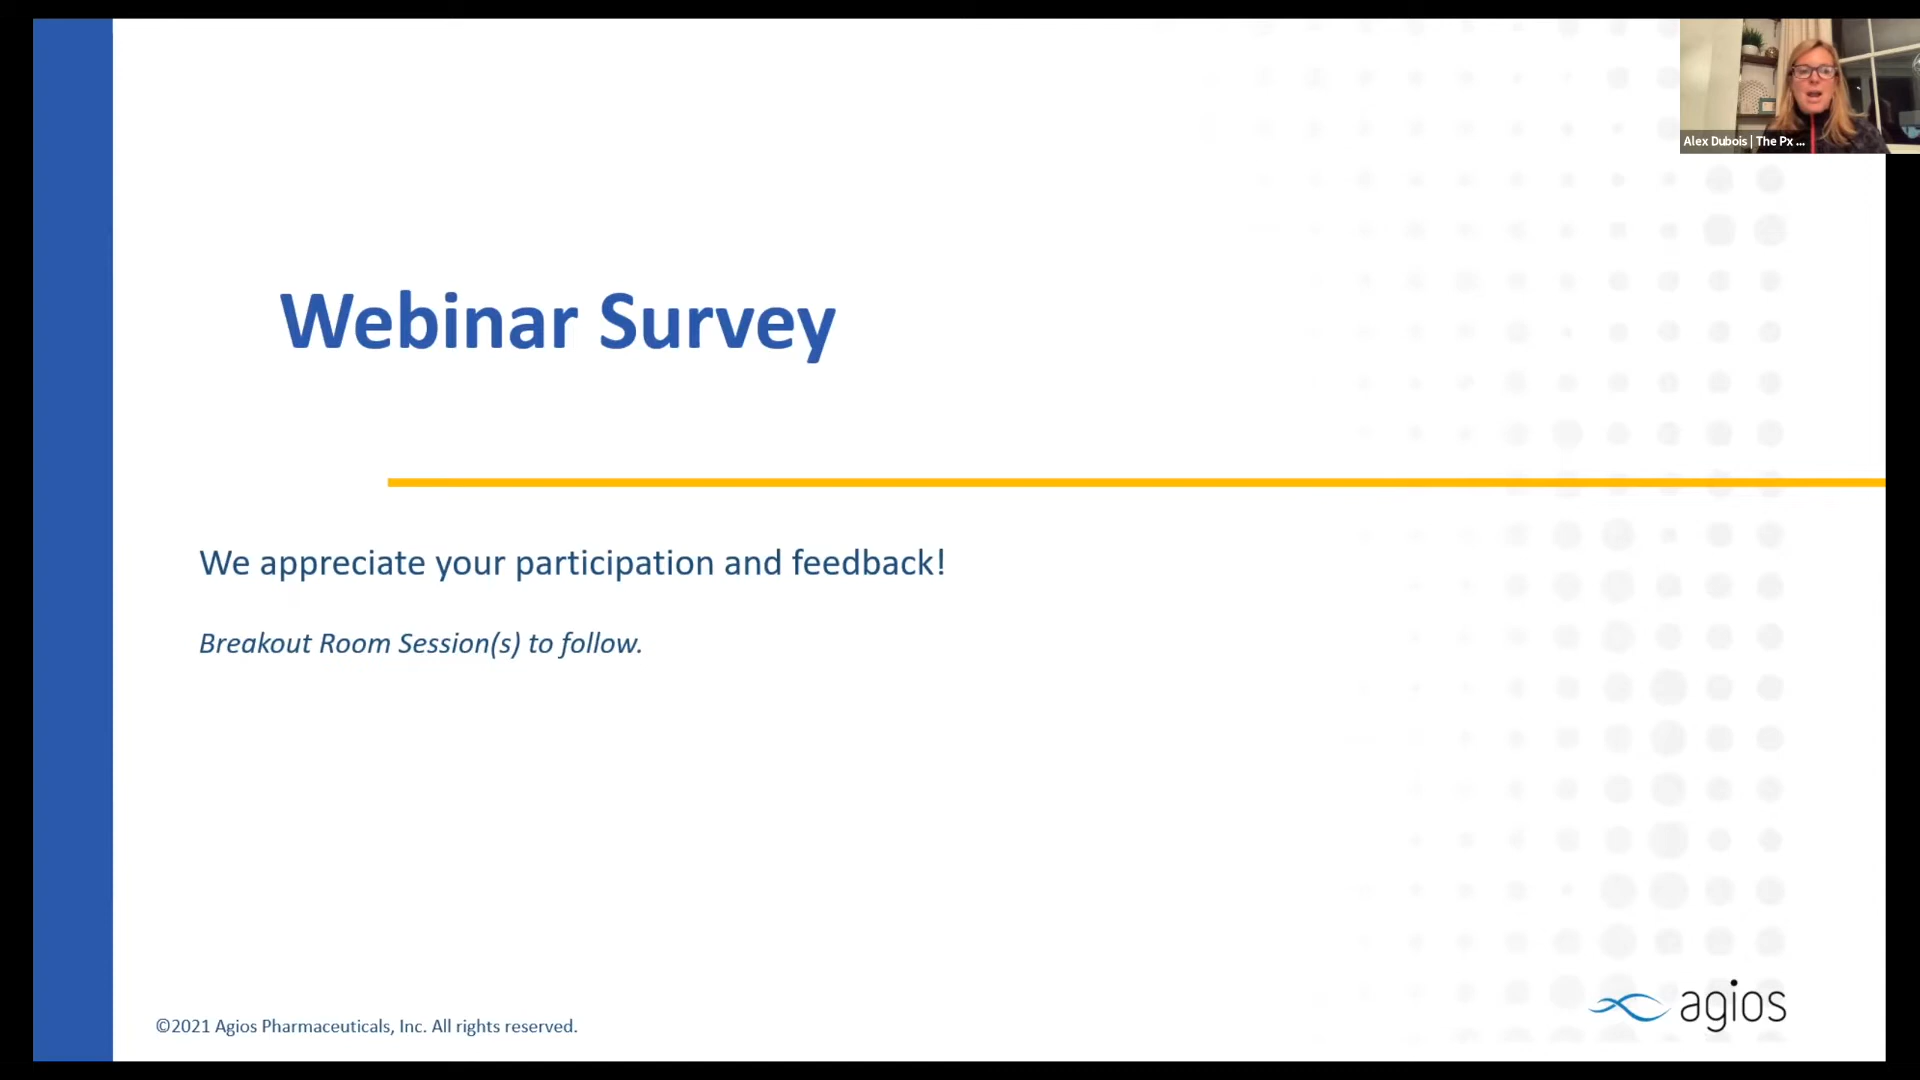 Alex Dubois | The Px ...
Webinar Survey
We appreciate your participation and feedback!
Breakout Room Session(s) to follow.
©2021 Agios Pharmaceuticals, Inc. All rights reserved.
agios